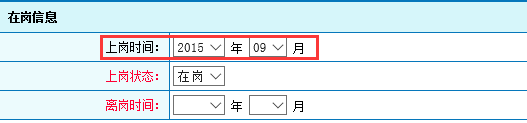 在岗信息
上岗时间: 2015 年 09 月
上岗状态: 在岗
离岗时间: 年 月